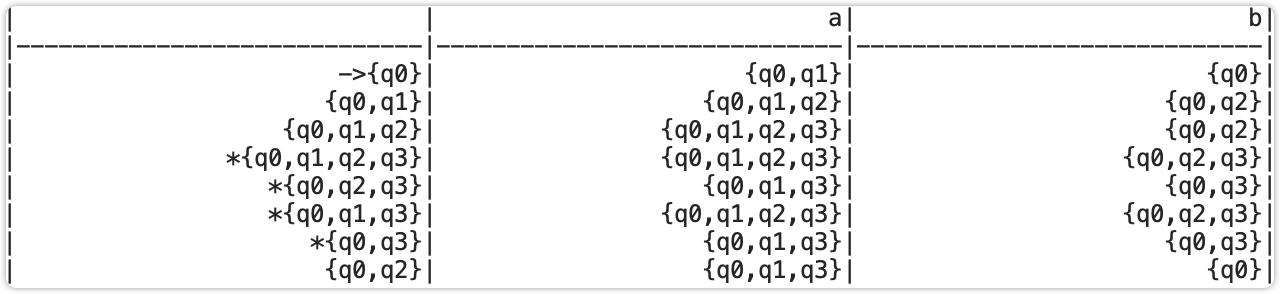 |                             |                            a|                            b|
|-----------------------------|-----------------------------|-----------------------------|
|                       ->{q0}|                      {q0,q1}|                         {q0}|
|                      {q0,q1}|                   {q0,q1,q2}|                      {q0,q2}|
|                   {q0,q1,q2}|                {q0,q1,q2,q3}|                      {q0,q2}|
|               *{q0,q1,q2,q3}|                {q0,q1,q2,q3}|                   {q0,q2,q3}|
|                  *{q0,q2,q3}|                   {q0,q1,q3}|                      {q0,q3}|
|                  *{q0,q1,q3}|                {q0,q1,q2,q3}|                   {q0,q2,q3}|
|                     *{q0,q3}|                   {q0,q1,q3}|                      {q0,q3}|
|                      {q0,q2}|                   {q0,q1,q3}|                         {q0}|